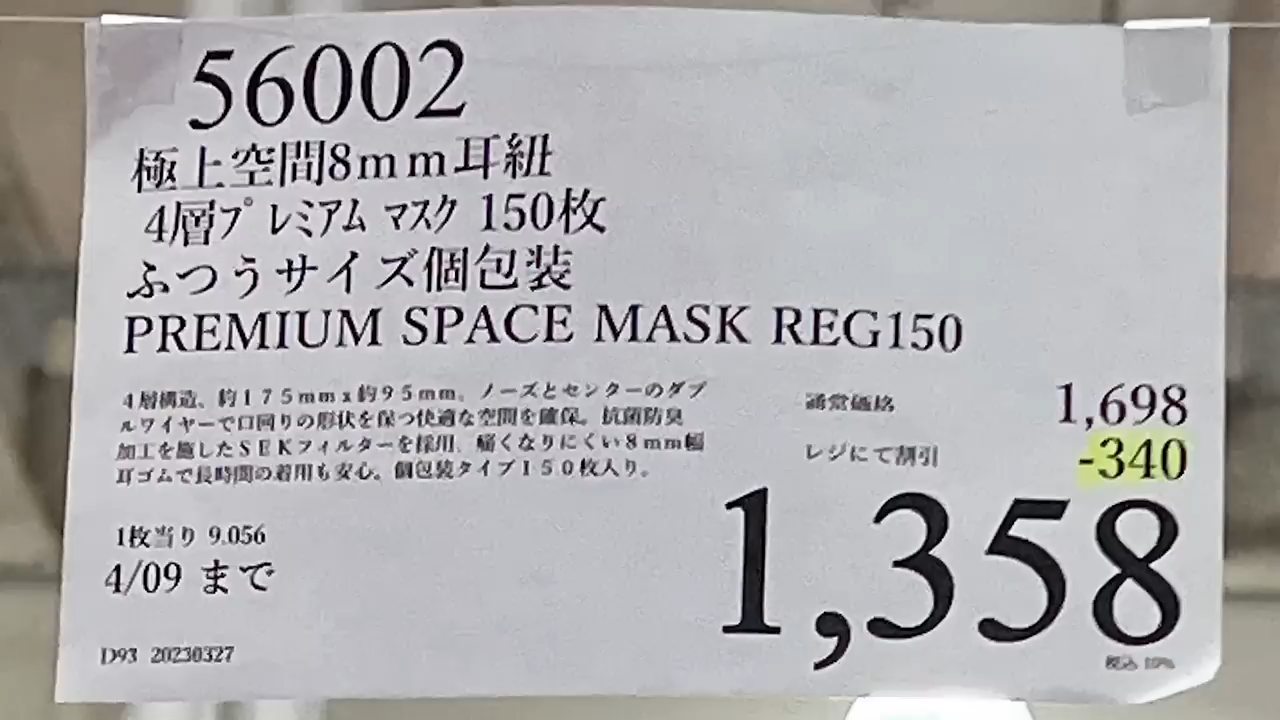 56002
極上空間8mm耳紐
4層プレミアムマスク 150枚
ふつうサイズ個包装
PREMIUM SPACE MASK REG150
4層構造、約175mmx約95mm。ノーズとセンターのダブ
ルワイヤーで口回りの形状を保つ快適な空間を確保。抗菌防臭
加工を施したSEKフィルターを採用、痛くなりにくい8mm幅
耳ゴムで長時間の着用も安心。個包装タイプ150枚入り。
通常価格 1,698
レジにて割引 -340
1,358
税込 10%
1枚当り 9.056
4/09 まで
D93 20230327